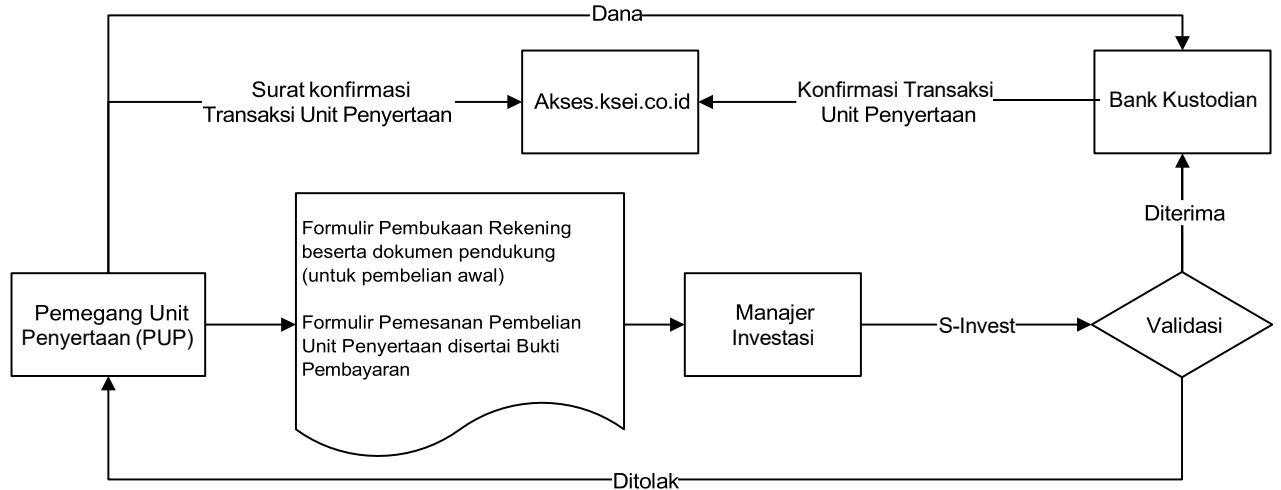 Dana
Surat konfirmasi
Transaksi Unit Penyertaan
Akses.ksei.co.id
Konfirmasi Transaksi
Unit Penyertaan
Bank Kustodian
Diterima
Formulir Pembukaan Rekening
beserta dokumen pendukung
(untuk pembelian awal)
Formulir Pemesanan Pembelian
Unit Penyertaan disertai Bukti
Pembayaran
Pemegang Unit
Penyertaan (PUP)
Manajer
Investasi
S-Invest
Validasi
Ditolak